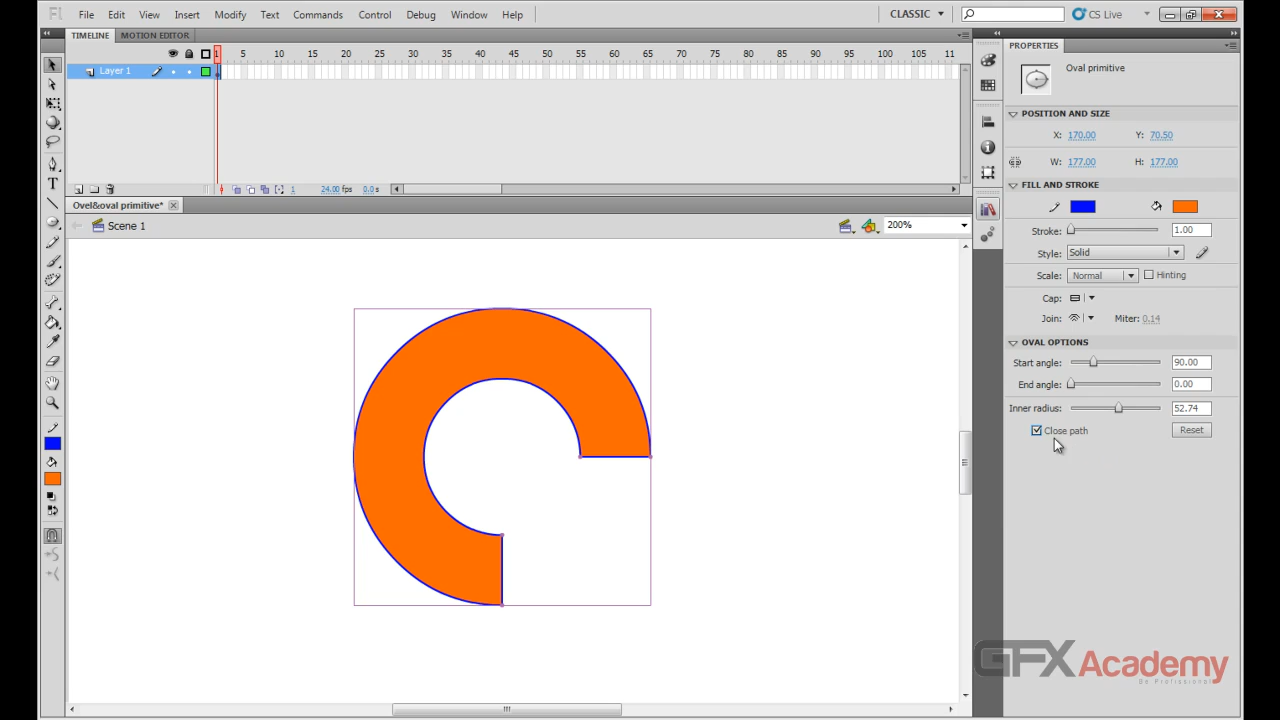 Fl File Edit View Insert Modify Text Commands Control Debug Window Help CLASSIC CS Live
TIMELINE MOTION EDITOR
1 5 10 15 20 25 30 35 40 45 50 55 60 65 70 75 80 85 90 95 100 105 11
Layer 1
1 24.00 fps 0.0 s
Ovel&oval primitive*
Scene 1 200%
PROPERTIES
Oval primitive
POSITION AND SIZE
X: 170.00 Y: 70.50
W: 177.00 H: 177.00
FILL AND STROKE
Stroke: 1.00
Style: Solid
Scale: Normal Hinting
Cap:
Join: Miter: 0.14
OVAL OPTIONS
Start angle: 90.00
End angle: 0.00
Inner radius: 52.74
Close path Reset
GFX Academy
Be Profissional